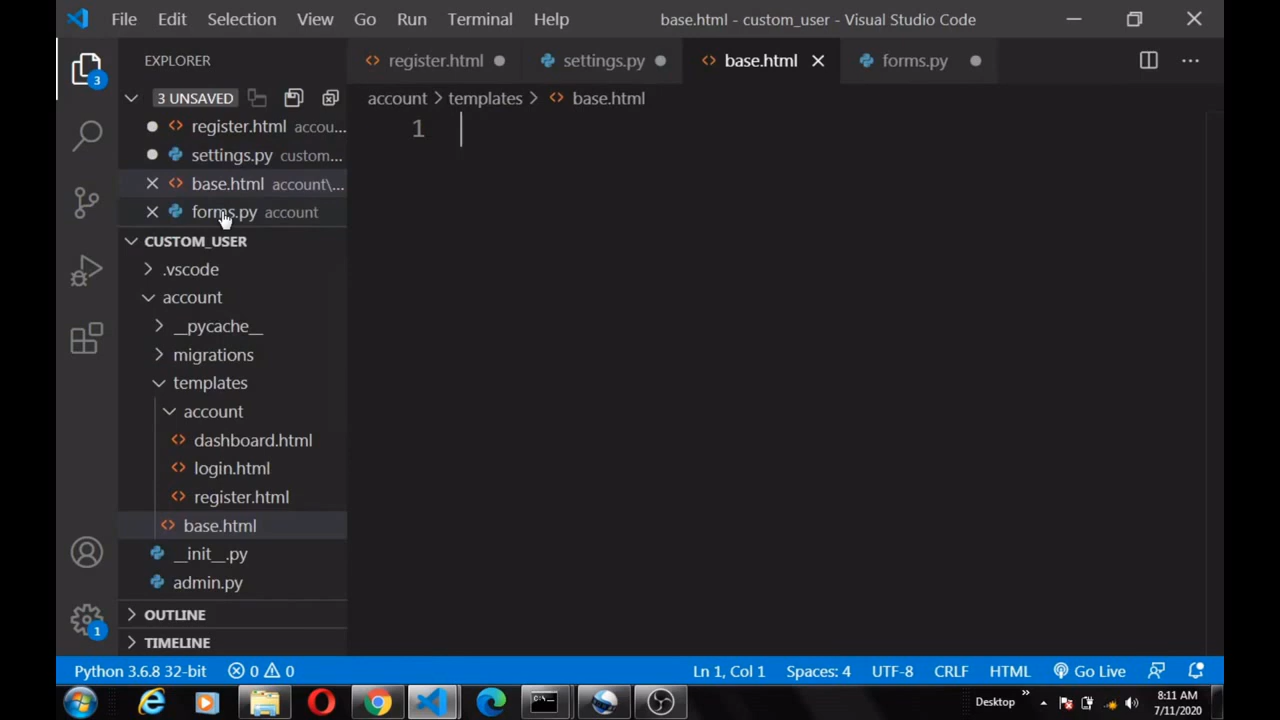 File Edit Selection View Go Run Terminal Help base.html - custom_user - Visual Studio Code
EXPLORER
register.html settings.py base.html forms.py
3 UNSAVED
account > templates > base.html
register.html accou...
1
settings.py custom...
base.html account\...
forms.py account
CUSTOM_USER
.vscode
account
__pycache__
migrations
templates
account
dashboard.html
login.html
register.html
base.html
__init__.py
admin.py
OUTLINE
TIMELINE
3
1
Python 3.6.8 32-bit 0 0 Ln 1, Col 1 Spaces: 4 UTF-8 CRLF HTML Go Live
Desktop » 8:11 AM
7/11/2020